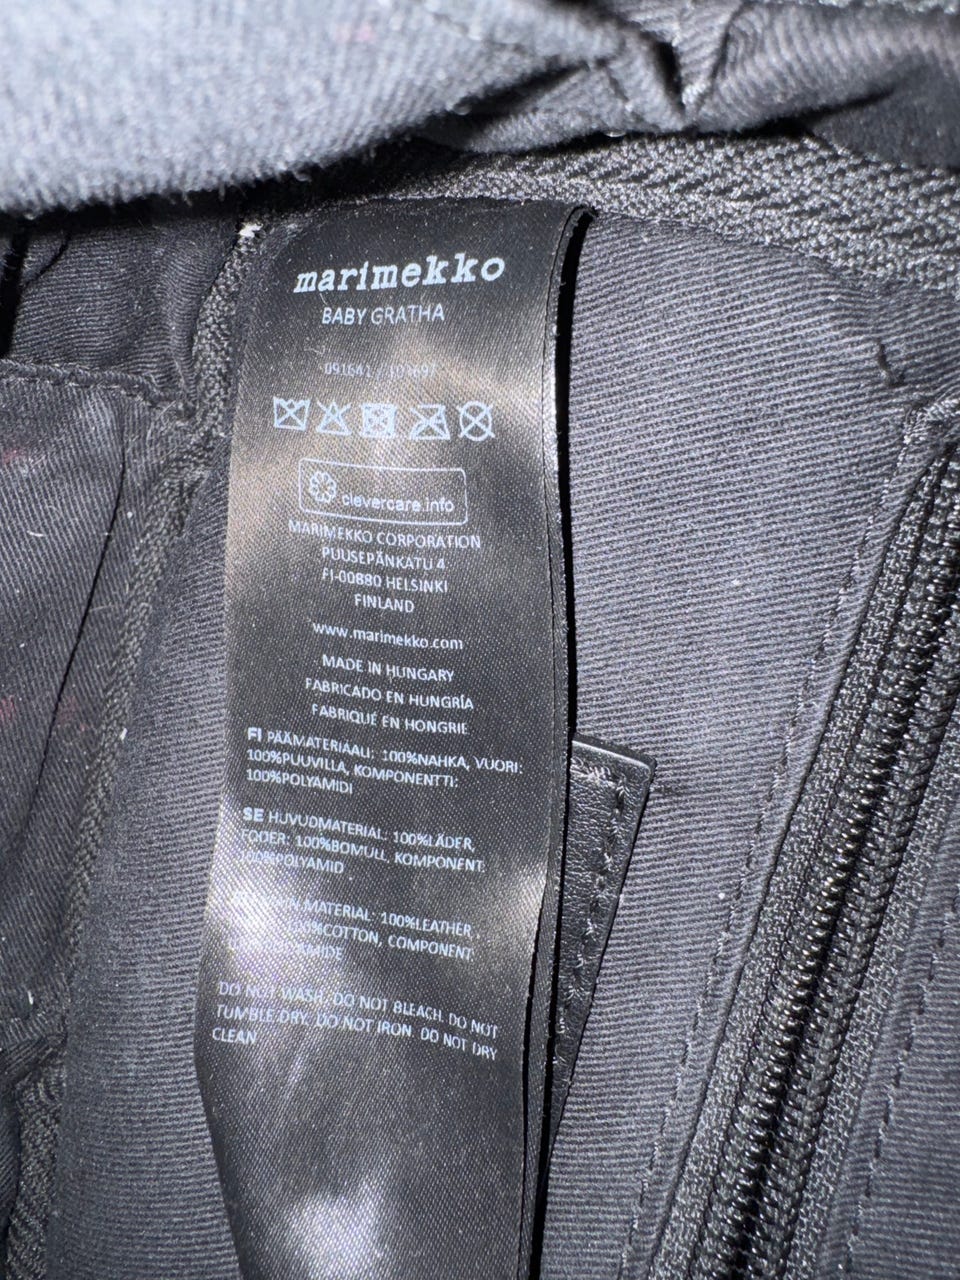 marimekko
BABY GRATHA
091641
clevercare.info
MARIMEKKO CORPORATION
PUUSEPÄNKATU 4
FI-00880 HELSINKI
FINLAND
www.marimekko.com
MADE IN HUNGARY
FABRICADO EN HUNGRÍA
FABRIQUÉ EN HONGRIE
FI PÄÄMATERIAALI: 100%NAHKA, VUORI:
100%PUUVILLA, KOMPONENTTI:
100%POLYAMIDI
SE HUVUDMATERIAL: 100%LÄDER,
FODER: 100%BOMULL, KOMPONENT:
100%POLYAMID
MATERIAL: 100%LEATHER,
100%COTTON, COMPONENT
DO NOT WASH, DO NOT BLEACH, DO NOT
TUMBLE DRY, DO NOT IRON, DO NOT DRY
CLEAN